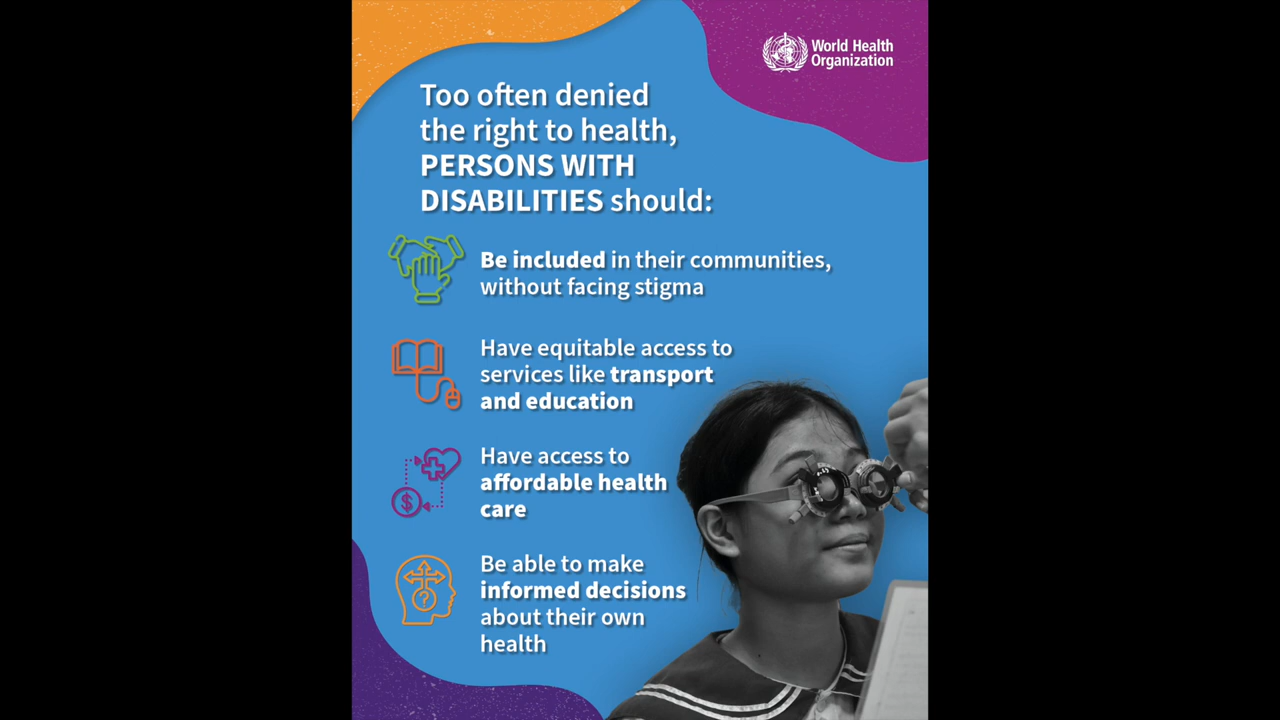 World Health
Organization
Too often denied
the right to health,
PERSONS WITH
DISABILITIES should:
Be included in their communities,
without facing stigma
Have equitable access to
services like transport
and education
Have access to
affordable health
care
$
Be able to make
informed decisions
about their own
health
?